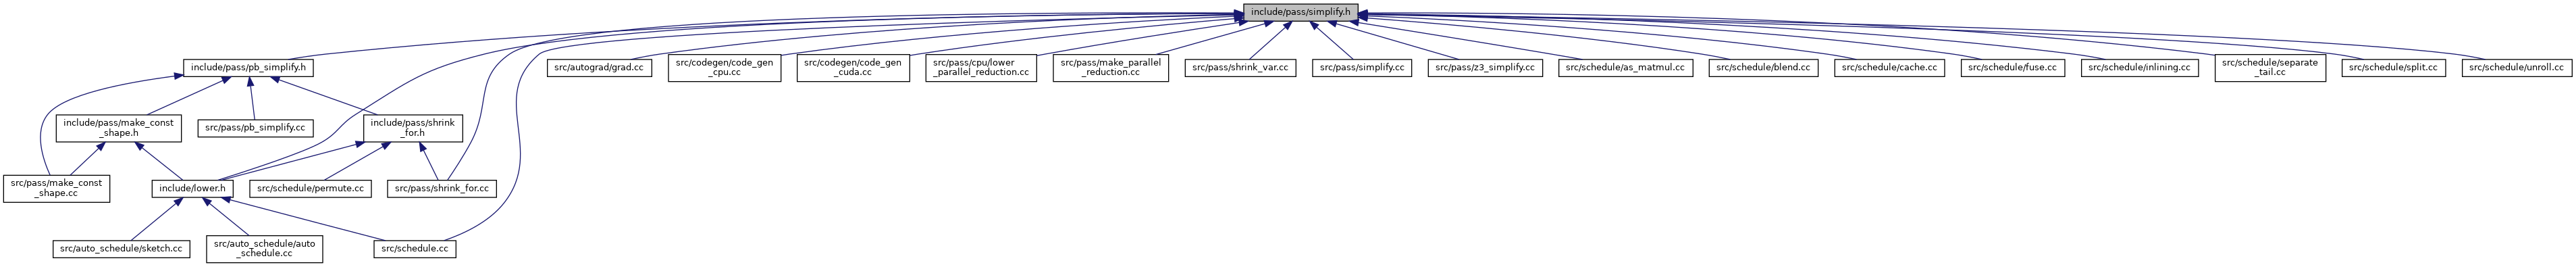 include/pass/simplify.h
include/pass/pb_simplify.h
src/autograd/grad.cc
src/codegen/code_gen
_cpu.cc
src/codegen/code_gen
_cuda.cc
src/pass/cpu/lower
_parallel_reduction.cc
src/pass/make_parallel
_reduction.cc
src/pass/shrink_var.cc
src/pass/simplify.cc
src/pass/z3_simplify.cc
src/schedule/as_matmul.cc
src/schedule/blend.cc
src/schedule/cache.cc
src/schedule/fuse.cc
src/schedule/inlining.cc
src/schedule/separate
_tail.cc
src/schedule/split.cc
src/schedule/unroll.cc
include/pass/make_const
_shape.h
src/pass/pb_simplify.cc
include/pass/shrink
_for.h
src/pass/make_const
_shape.cc
include/lower.h
src/schedule/permute.cc
src/pass/shrink_for.cc
src/auto_schedule/sketch.cc
src/auto_schedule/auto
_schedule.cc
src/schedule.cc